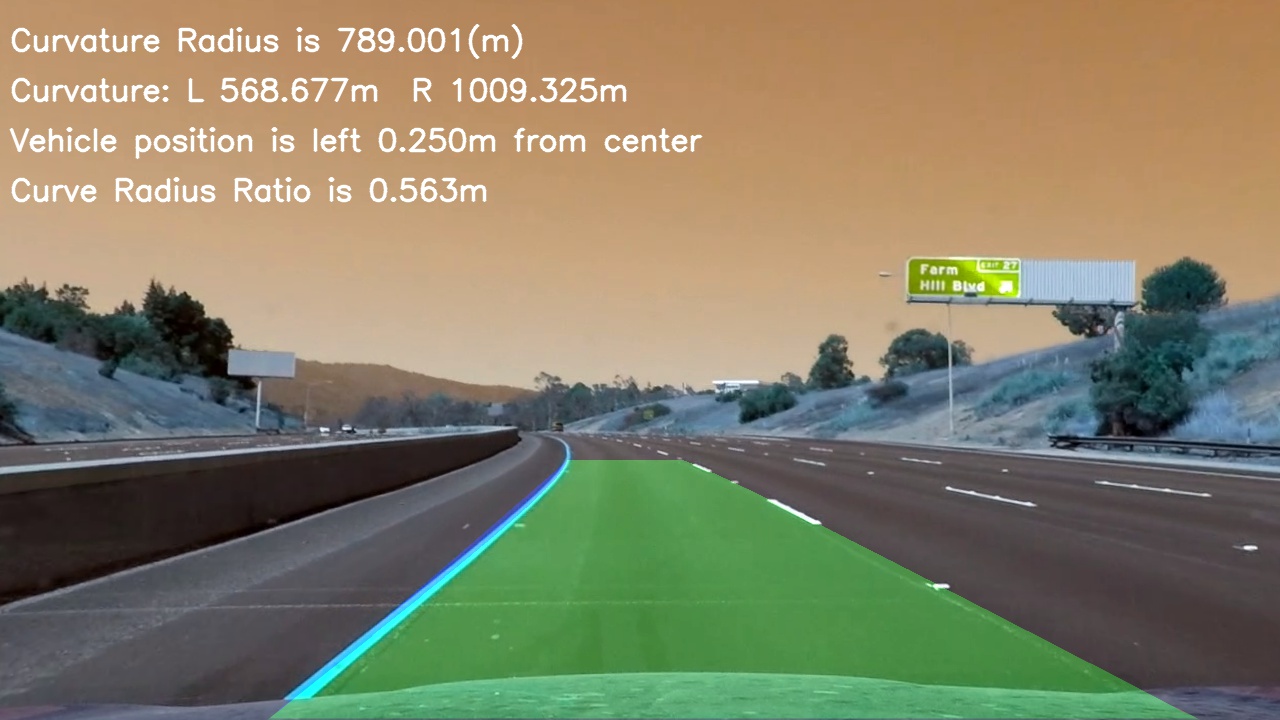 Curvature Radius is 789.001(m)
Curvature: L 568.677m R 1009.325m
Vehicle position is left 0.250m from center
Curve Radius Ratio is 0.563m
EXIT 27
Farm
Hill Blvd